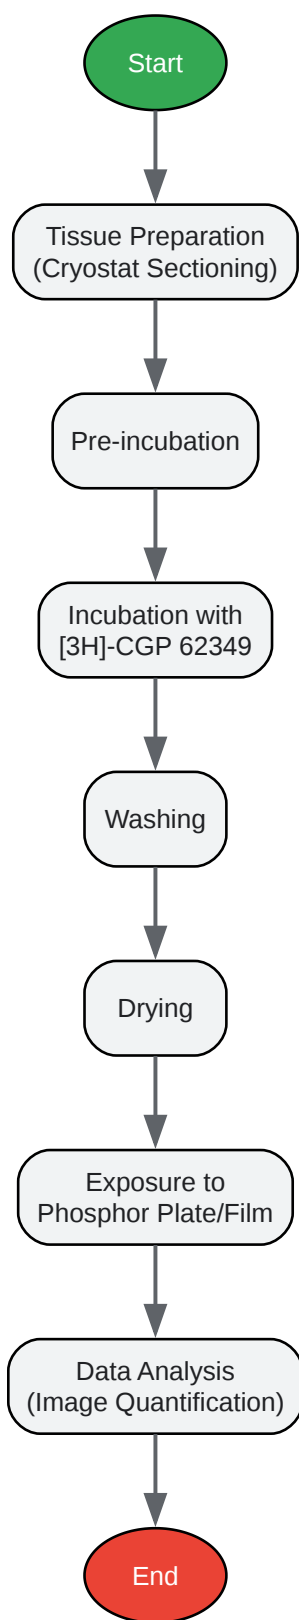 Start
Tissue Preparation
(Cryostat Sectioning)
Pre-incubation
Incubation with
[3H]-CGP 62349
Washing
Drying
Exposure to
Phosphor Plate/Film
Data Analysis
(Image Quantification)
End